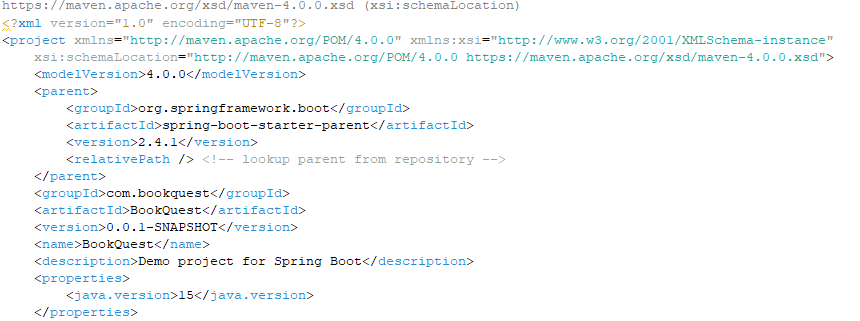 https://maven.apache.org/xsd/maven-4.0.0.xsd (xsi:schemaLocation)
<?xml version="1.0" encoding="UTF-8"?>
<project xmlns="http://maven.apache.org/POM/4.0.0" xmlns:xsi="http://www.w3.org/2001/XMLSchema-instance"
    xsi:schemaLocation="http://maven.apache.org/POM/4.0.0 https://maven.apache.org/xsd/maven-4.0.0.xsd">
    <modelVersion>4.0.0</modelVersion>
    <parent>
        <groupId>org.springframework.boot</groupId>
        <artifactId>spring-boot-starter-parent</artifactId>
        <version>2.4.1</version>
        <relativePath /> <!-- lookup parent from repository -->
    </parent>
    <groupId>com.bookquest</groupId>
    <artifactId>BookQuest</artifactId>
    <version>0.0.1-SNAPSHOT</version>
    <name>BookQuest</name>
    <description>Demo project for Spring Boot</description>
    <properties>
        <java.version>15</java.version>
    </properties>